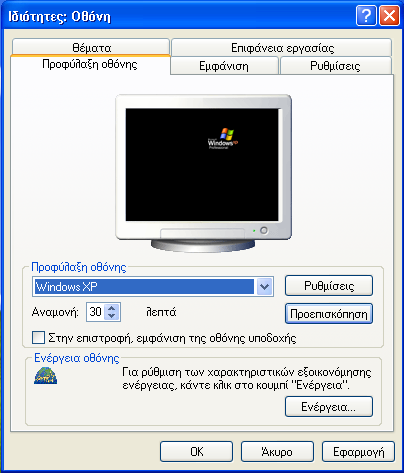 Ιδιότητες: Οθόνη
Θέματα
Επιφάνεια εργασίας
Προφύλαξη οθόνης
Εμφάνιση
Ρυθμίσεις
Windows xp
Professional
Προφύλαξη οθόνης
Windows XP
Ρυθμίσεις
Αναμονή: 30 λεπτά
Προεπισκόπηση
Στην επιστροφή, εμφάνιση της οθόνης υποδοχής
Ενέργεια οθόνης
Για ρύθμιση των χαρακτηριστικών εξοικονόμησης
ενέργειας, κάντε κλικ στο κουμπί "Ενέργεια".
Ενέργεια...
OK
Άκυρο
Εφαρμογή